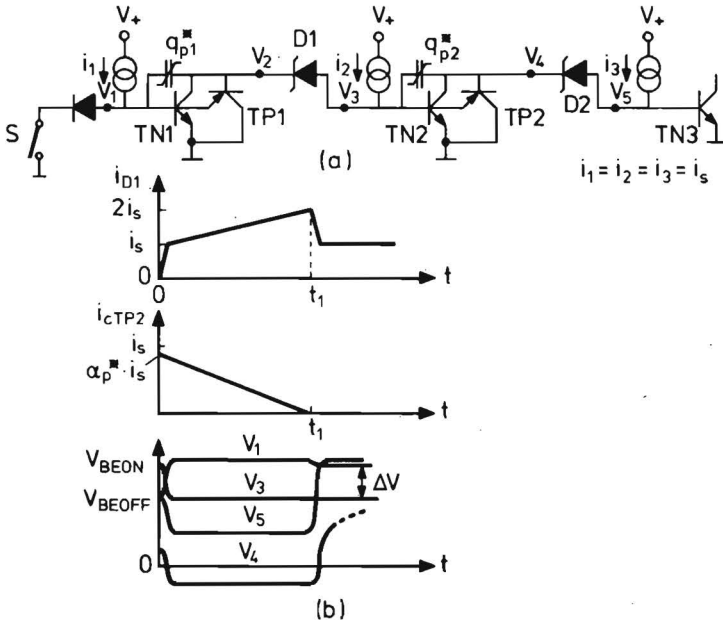 (a)
V+
i1
qp1*
V1
V2
D1
V+
i2
qp2*
V3
V4
V+
i3
V5
S
TN1
TP1
TN2
TP2
D2
TN3
(a)
i1 = i2 = i3 = is
iD1
2is
is
0
0
t1
t
icTP2
is
αp* · is
t1
t
VBEON
VBEOFF
0
V1
V3
V5
V4
ΔV
t
(b)